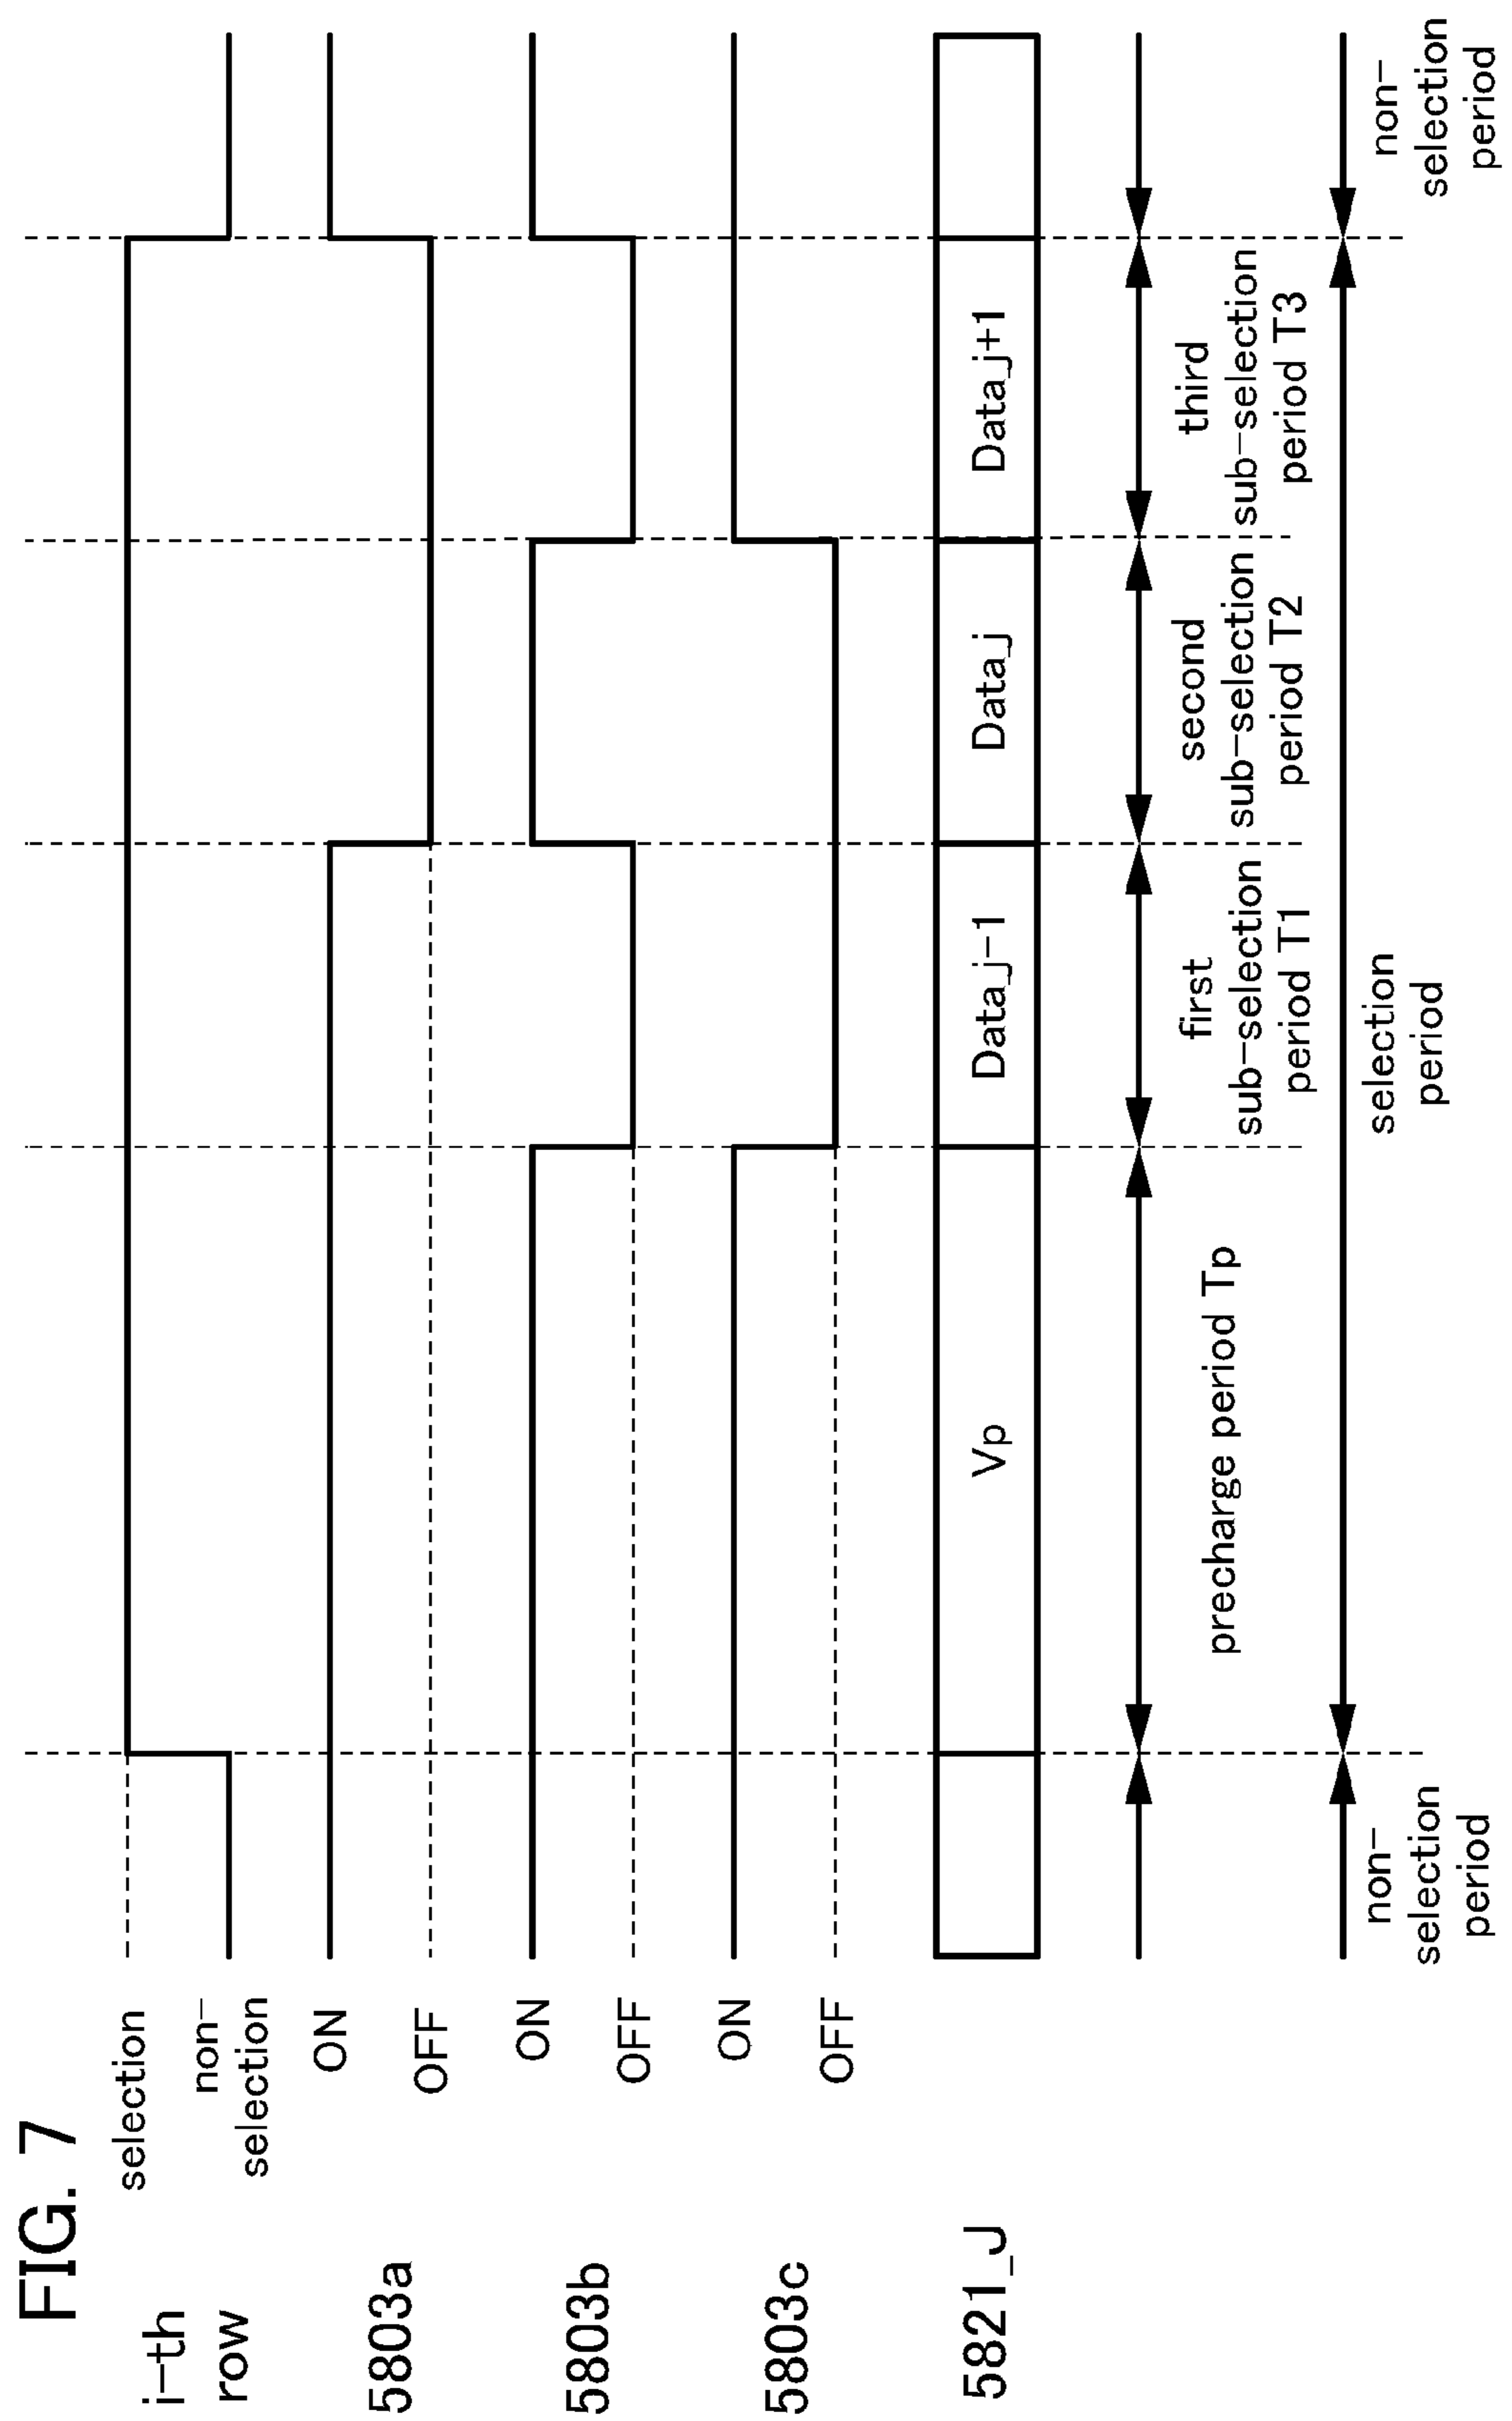 FIG. 7
i-th
row
selection
non-
selection
5803a
ON
OFF
5803b
ON
OFF
5803c
ON
OFF
5821_J
Vp
Data_j-1
Data_j
Data_j+1
precharge period Tp
first
sub-selection
period T1
second
sub-selection
period T2
third
sub-selection
period T3
non-
selection
period
selection
period
non-
selection
period